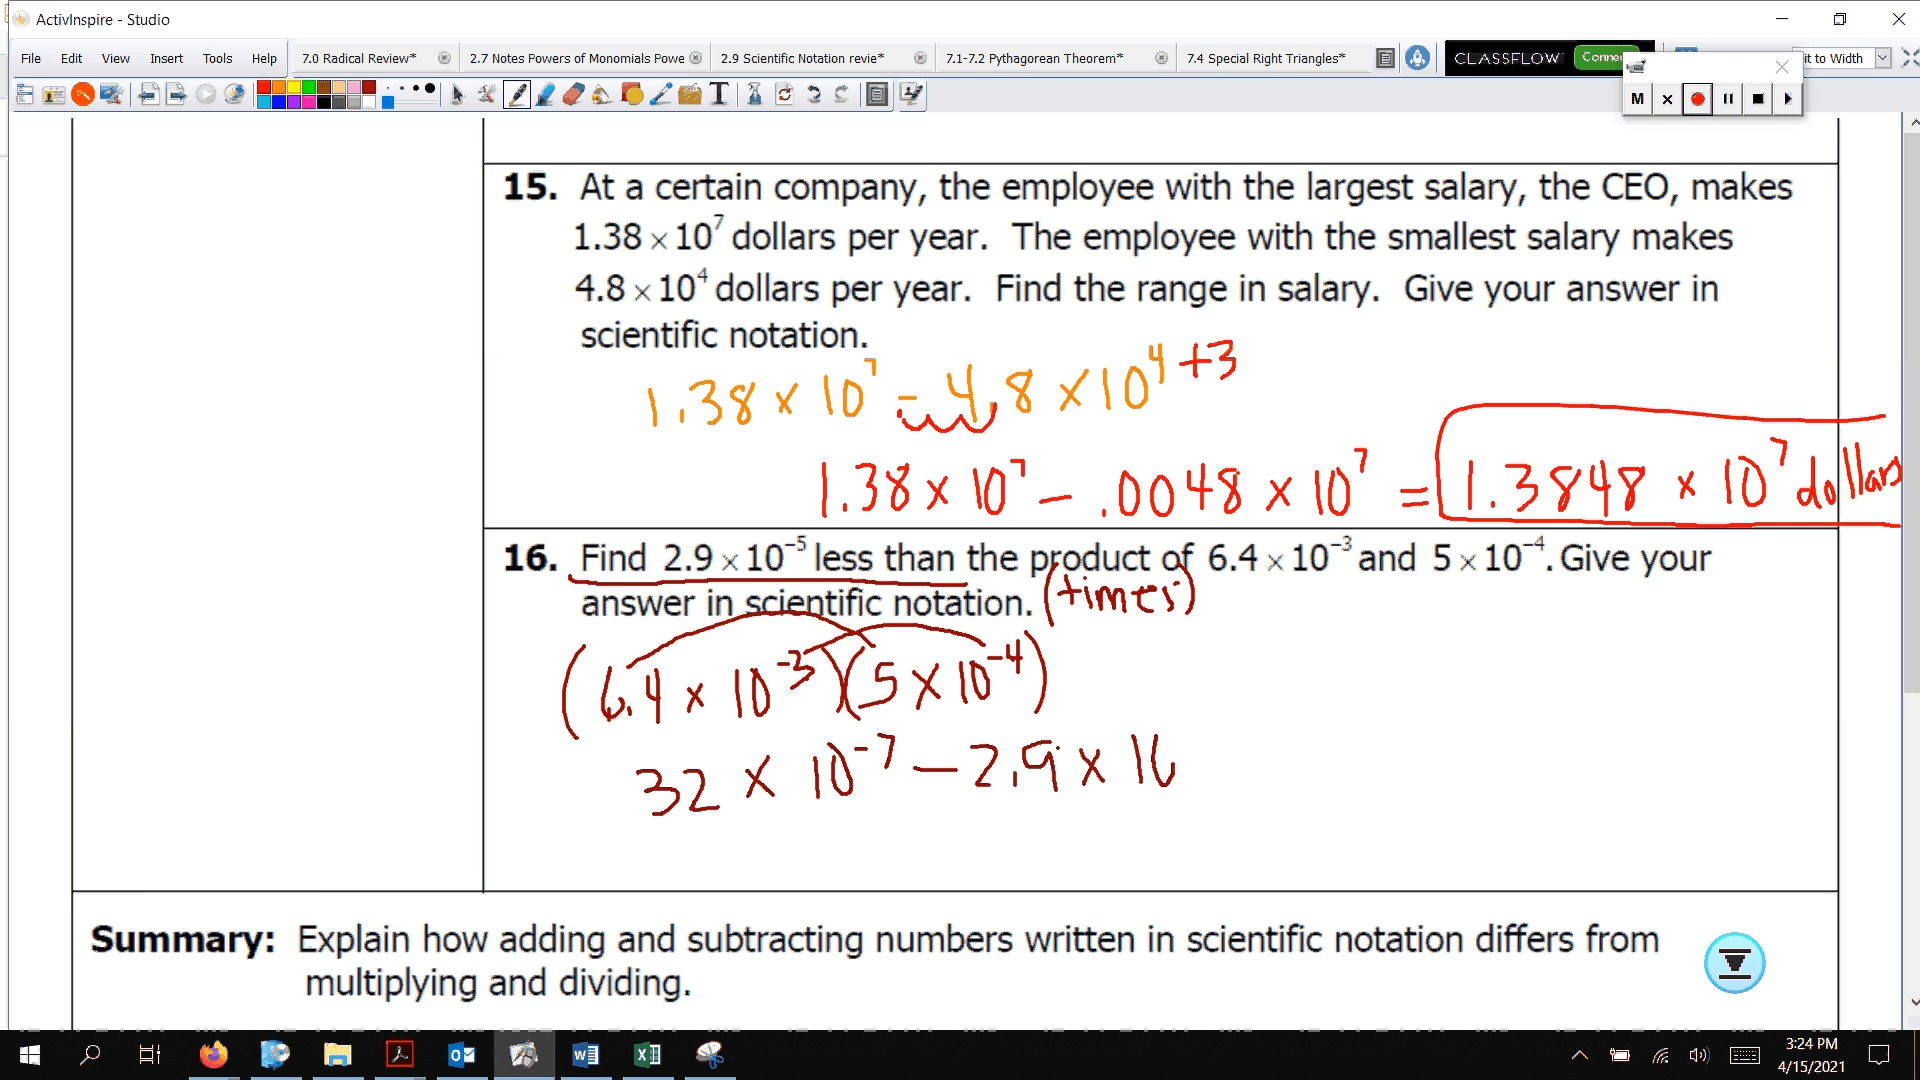 ActivInspire - Studio
File Edit View Insert Tools Help 7.0 Radical Review* 2.7 Notes Powers of Monomials Powe 2.9 Scientific Notation revie* 7.1-7.2 Pythagorean Theorem* 7.4 Special Right Triangles* CLASSFLOW Conne it to Width
T M x
15. At a certain company, the employee with the largest salary, the CEO, makes
1.38 × 10⁷ dollars per year. The employee with the smallest salary makes
4.8 × 10⁴ dollars per year. Find the range in salary. Give your answer in
scientific notation.
1.38 × 10⁷ - 4.8 × 10⁴ +3
1.38 × 10⁷ - .0048 × 10⁷ = 1.3848 × 10⁷ dollars
16. Find 2.9 × 10⁻⁵ less than the product of 6.4 × 10⁻³ and 5 × 10⁻⁴. Give your
answer in scientific notation. (times)
(6.4 × 10⁻³)(5 × 10⁻⁴)
32 × 10⁻⁷ - 2.9 × 10
Summary: Explain how adding and subtracting numbers written in scientific notation differs from
multiplying and dividing.
3:24 PM
4/15/2021